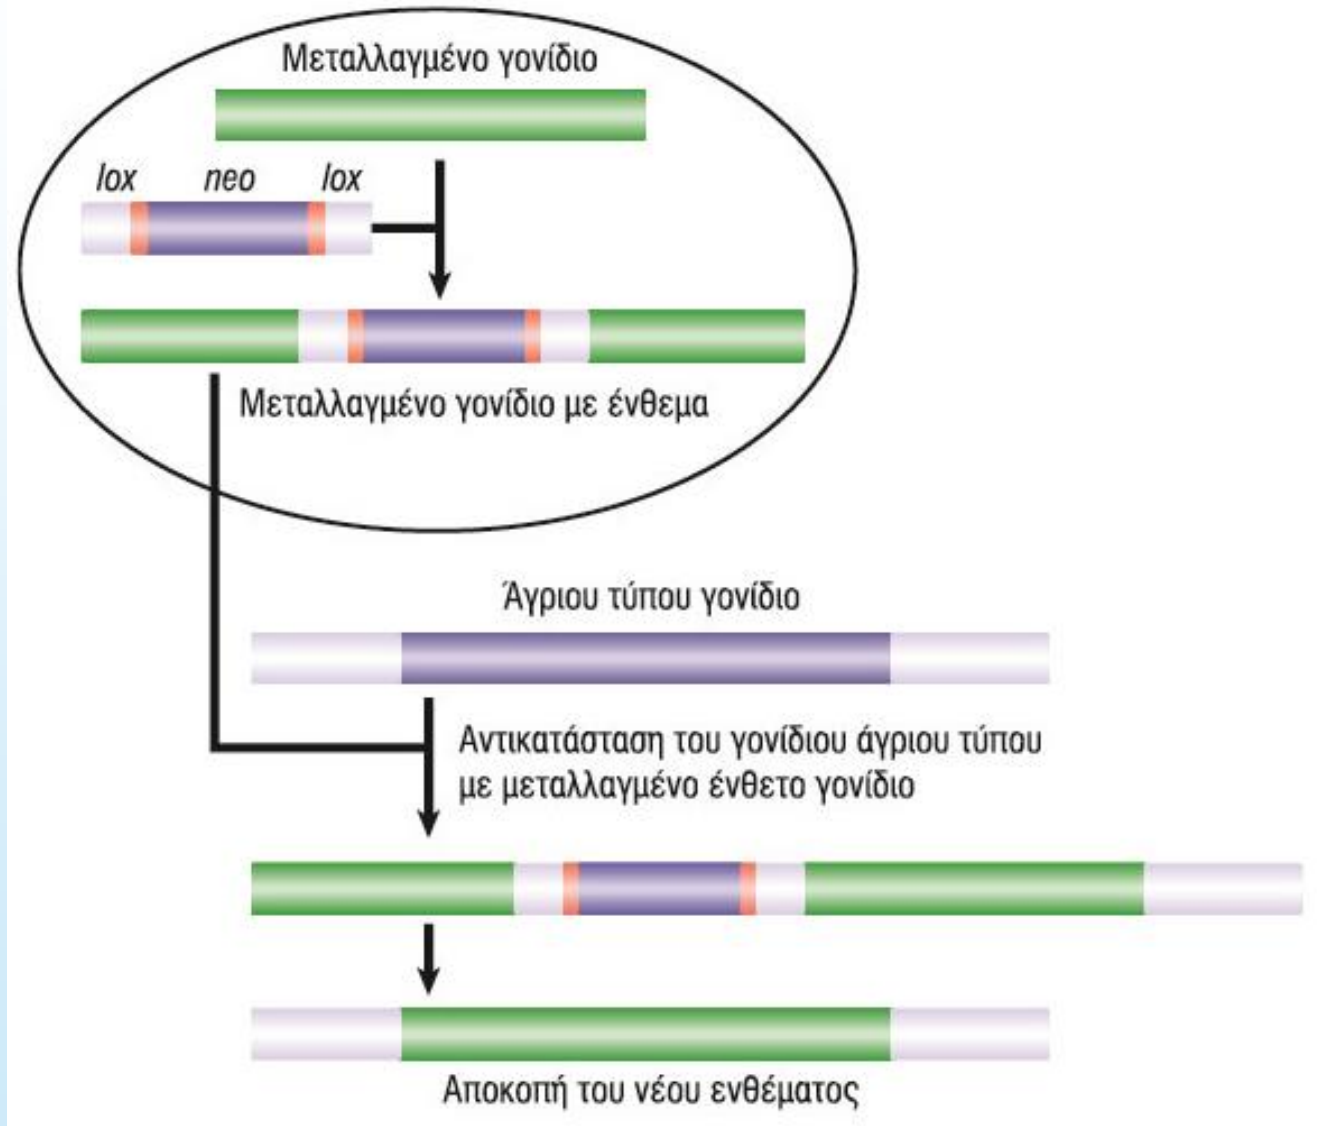 Μεταλλαγμένο γονίδιο
lox neo lox
Μεταλλαγμένο γονίδιο με ένθεμα
Άγριου τύπου γονίδιο
Αντικατάσταση του γονίδιου άγριου τύπου
με μεταλλαγμένο ένθετο γονίδιο
Αποκοπή του νέου ενθέματος